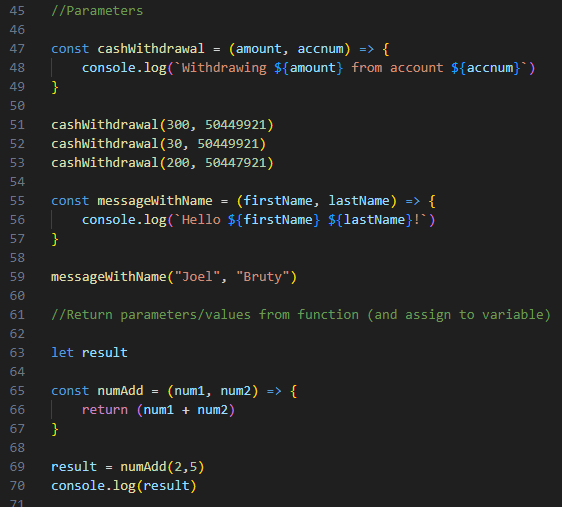 45 //Parameters
46
47 const cashWithdrawal = (amount, accnum) => {
48     console.log(`Withdrawing ${amount} from account ${accnum}`)
49 }
50
51 cashWithdrawal(300, 50449921)
52 cashWithdrawal(30, 50449921)
53 cashWithdrawal(200, 50447921)
54
55 const messageWithName = (firstName, lastName) => {
56     console.log(`Hello ${firstName} ${lastName}!`)
57 }
58
59 messageWithName("Joel", "Bruty")
60
61 //Return parameters/values from function (and assign to variable)
62
63 let result
64
65 const numAdd = (num1, num2) => {
66     return (num1 + num2)
67 }
68
69 result = numAdd(2,5)
70 console.log(result)
71